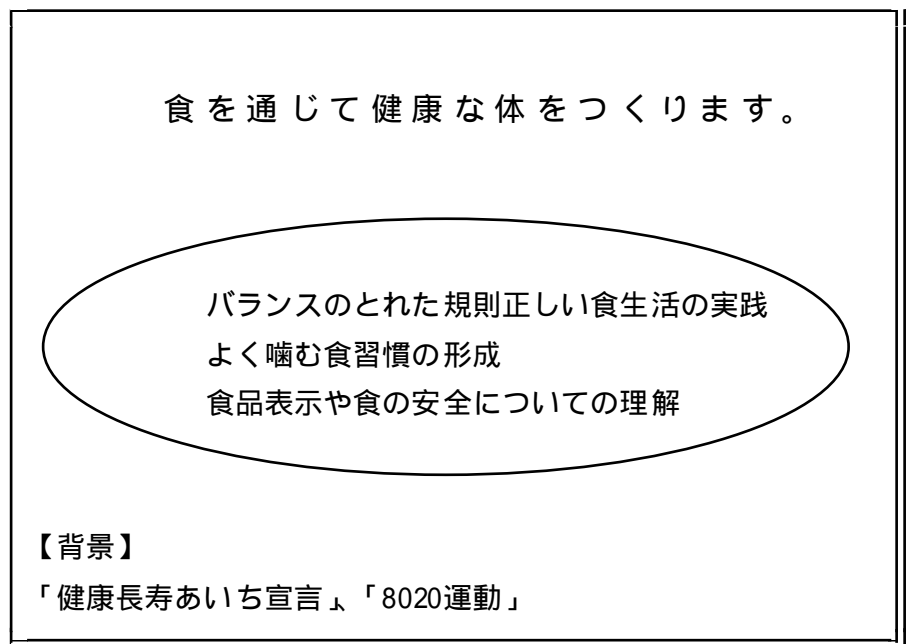 食を通じて健康な体をつくります。
バランスのとれた規則正しい食生活の実践
よく噛む食習慣の形成
食品表示や食の安全についての理解
【背景】
「健康長寿あいち宣言」、「8020運動」